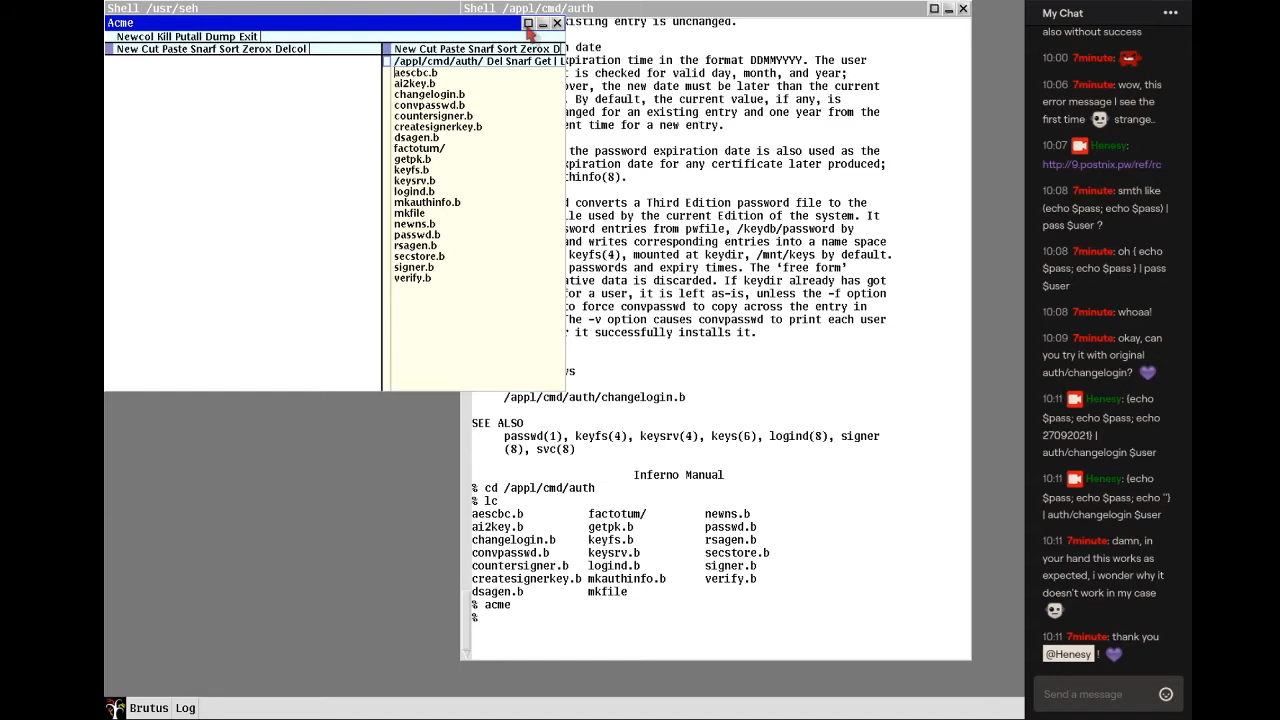 Shell /usr/seh
Shell /appl/cmd/auth
Acme
Newcol Kill Putall Dump Exit
New Cut Paste Snarf Sort Zerox Delcol
New Cut Paste Snarf Sort Zerox D
/appl/cmd/auth/ Del Snarf Get | L
aescbc.b
ai2key.b
changelogin.b
convpasswd.b
countersigner.b
createsignerkey.b
dsagen.b
factotum/
getpk.b
keyfs.b
keysrv.b
logind.b
mkauthinfo.b
mkfile
newns.b
passwd.b
rsagen.b
secstore.b
signer.b
verify.b
isting entry is unchanged.
date
piration time in the format DDMMYYYY. The user
t is checked for valid day, month, and year;
over, the new date must be later than the current
. By default, the current value, if any, is
nged for an existing entry and one year from the
ent time for a new entry.
the password expiration date is also used as the
xpiration date for any certificate later produced;
thinfo(8).
d converts a Third Edition password file to the
le used by the current Edition of the system. It
sword entries from pwfile, /keydb/password by
and writes corresponding entries into a name space
keyfs(4), mounted at keydir, /mnt/keys by default.
passwords and expiry times. The ‘free form’
ative data is discarded. If keydir already has got
for a user, it is left as-is, unless the -f option
to force convpasswd to copy across the entry in
The -v option causes convpasswd to print each user
r it successfully installs it.
ys
/appl/cmd/auth/changelogin.b
SEE ALSO
passwd(1), keyfs(4), keysrv(4), keys(6), logind(8), signer
(8), svc(8)
Inferno Manual
% cd /appl/cmd/auth
% lc
aescbc.b factotum/ newns.b
ai2key.b getpk.b passwd.b
changelogin.b keyfs.b rsagen.b
convpasswd.b keysrv.b secstore.b
countersigner.b logind.b signer.b
createsignerkey.b mkauthinfo.b verify.b
dsagen.b mkfile
% acme
%
Brutus Log
My Chat
also without success
10:00 7minute:
10:06 7minute: wow, this
error message I see the
first time strange..
10:07 Henesy:
http://9.postnix.pw/ref/rc
10:08 7minute: smth like
(echo $pass; echo $pass) |
pass $user ?
10:08 7minute: oh { echo
$pass; echo $pass } | pass
$user
10:08 7minute: whoaa!
10:09 7minute: okay, can
you try it with original
auth/changelogin?
10:11 Henesy: {echo
$pass; echo $pass; echo
27092021} |
auth/changelogin $user
10:11 Henesy: {echo
$pass; echo $pass; echo ''}
| auth/changelogin $user
10:11 7minute: damn, in
your hand this works as
expected, i wonder why it
doesn't work in my case
10:11 7minute: thank you
@Henesy !
Send a message